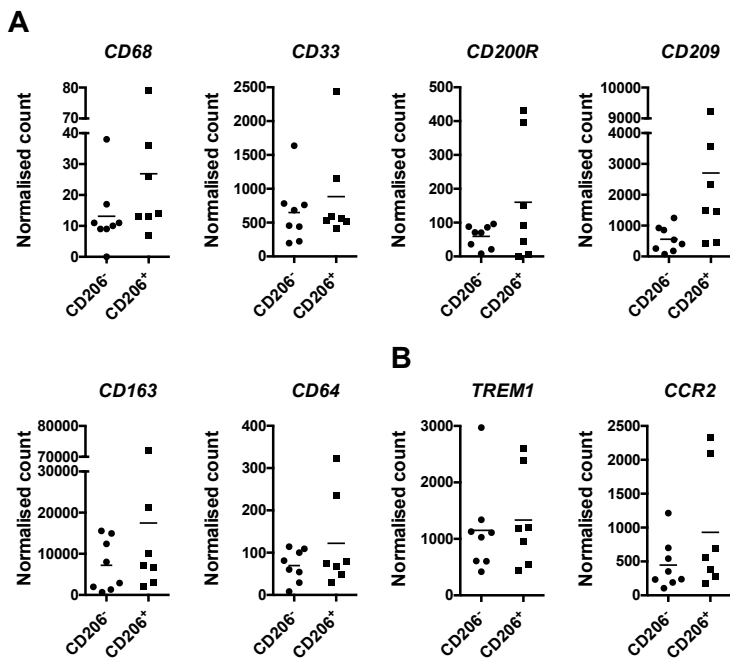 A
CD68
CD33
CD200R
CD209
Normalised count
80
70
40
30
20
10
0
CD206-
CD206+
Normalised count
2500
2000
1500
1000
500
0
CD206-
CD206+
Normalised count
500
400
300
200
100
0
CD206-
CD206+
Normalised count
10000
9000
4000
3000
2000
1000
0
CD206-
CD206+
B
CD163
CD64
TREM1
CCR2
Normalised count
80000
70000
30000
20000
10000
0
CD206-
CD206+
Normalised count
400
300
200
100
0
CD206-
CD206+
Normalised count
3000
2000
1000
0
CD206-
CD206+
Normalised count
2500
2000
1500
1000
500
0
CD206-
CD206+